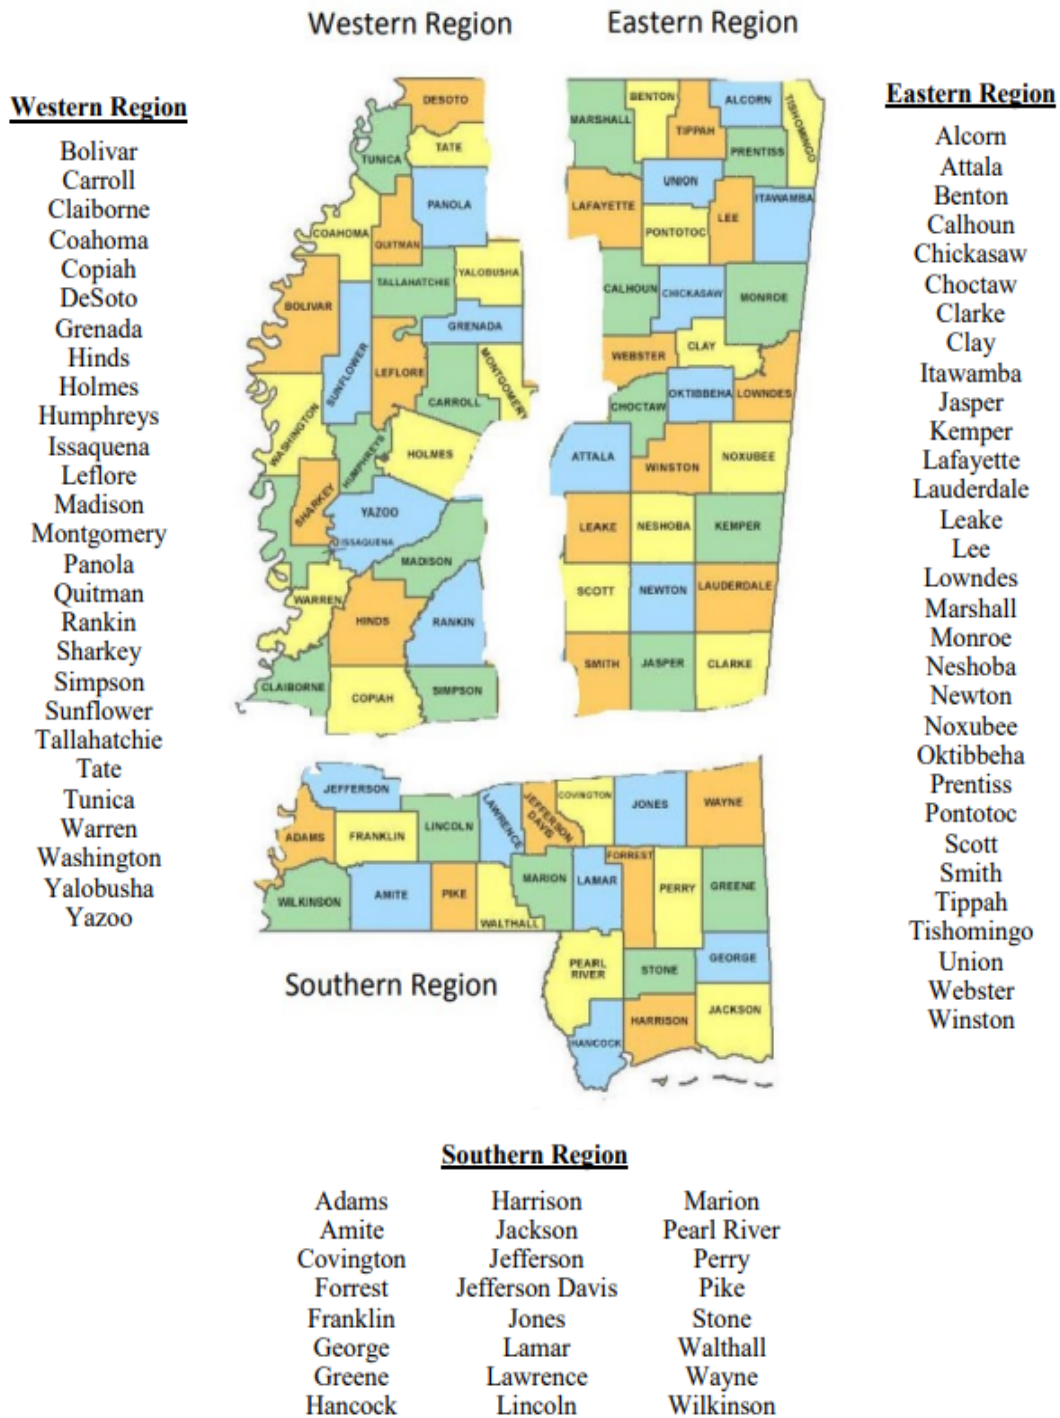 Western Region
Eastern Region
Western Region
Bolivar
Carroll
Claiborne
Coahoma
Copiah
DeSoto
Grenada
Hinds
Holmes
Humphreys
Issaquena
Leflore
Madison
Montgomery
Panola
Quitman
Rankin
Sharkey
Simpson
Sunflower
Tallahatchie
Tate
Tunica
Warren
Washington
Yalobusha
Yazoo
DESOTO
TUNICA
TATE
PANOLA
COAHOMA
QUITMAN
TALLAHATCHIE
YALOBUSHA
BOLIVAR
SUNFLOWER
GRENADA
LEFLORE
CARROLL
MONTGOMERY
WASHINGTON
HUMPHREYS
HOLMES
SHARKEY
YAZOO
ISSAQUENA
MADISON
WARREN
HINDS
RANKIN
CLAIBORNE
COPIAH
SIMPSON
MARSHALL
BENTON
TIPPAH
ALCORN
TISHOMINGO
PRENTISS
UNION
LAFAYETTE
PONTOTOC
LEE
ITAWAMBA
CALHOUN
CHICKASAW
MONROE
WEBSTER
CLAY
CHOCTAW
OKTIBBEHA
LOWNDES
ATTALA
WINSTON
NOXUBEE
LEAKE
NESHOBA
KEMPER
SCOTT
NEWTON
LAUDERDALE
SMITH
JASPER
CLARKE
Eastern Region
Alcorn
Attala
Benton
Calhoun
Chickasaw
Choctaw
Clarke
Clay
Itawamba
Jasper
Kemper
Lafayette
Lauderdale
Leake
Lee
Lowndes
Marshall
Monroe
Neshoba
Newton
Noxubee
Oktibbeha
Prentiss
Pontotoc
Scott
Smith
Tippah
Tishomingo
Union
Webster
Winston
JEFFERSON
ADAMS
FRANKLIN
LINCOLN
LAWRENCE
JEFFERSON
DAVIS
COVINGTON
JONES
WAYNE
WILKINSON
AMITE
PIKE
WALTHALL
MARION
LAMAR
FORREST
PERRY
GREENE
PEARL
RIVER
STONE
GEORGE
HANCOCK
HARRISON
JACKSON
Southern Region
Southern Region
Adams Harrison Marion
Amite Jackson Pearl River
Covington Jefferson Perry
Forrest Jefferson Davis Pike
Franklin Jones Stone
George Lamar Walthall
Greene Lawrence Wayne
Hancock Lincoln Wilkinson